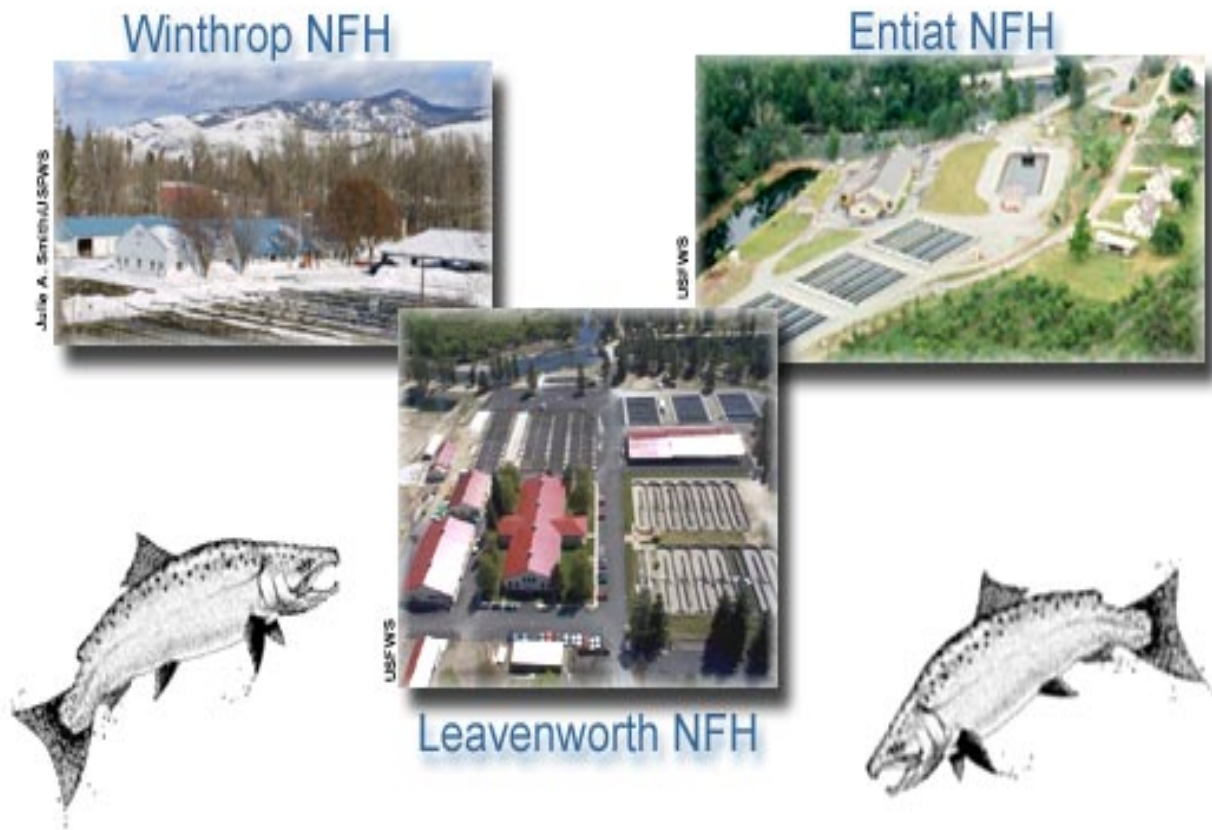 Winthrop NFH
Entiat NFH
Julie A. Smith/USFWS
USFWS
USFWS
Leavenworth NFH